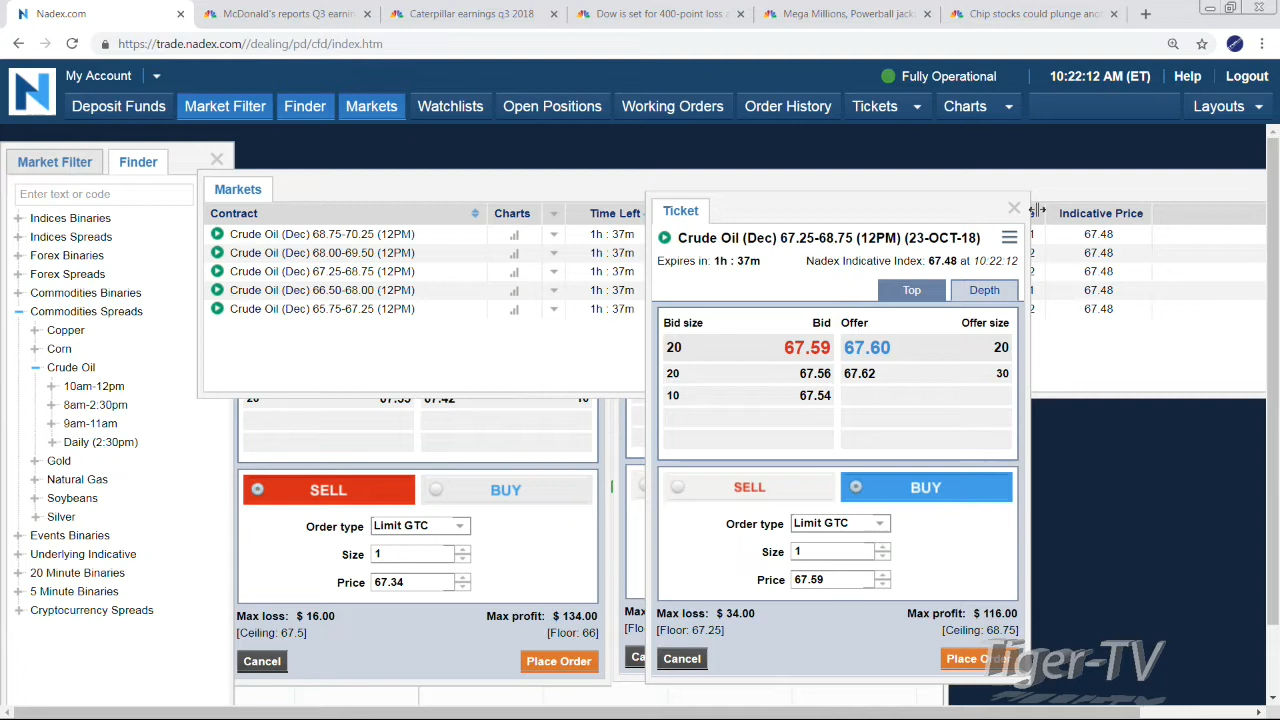 Nadex.com
McDonald's reports Q3 earnin
Caterpillar earnings q3 2018
Dow is set for 400-point loss a
Mega Millions, Powerball jack
Chip stocks could plunge ano
https://trade.nadex.com//dealing/pd/cfd/index.htm
N
My Account
Fully Operational
10:22:12 AM (ET)
Help
Logout
Deposit Funds
Market Filter
Finder
Markets
Watchlists
Open Positions
Working Orders
Order History
Tickets
Charts
Layouts
Market Filter
Finder
Enter text or code
Indices Binaries
Indices Spreads
Forex Binaries
Forex Spreads
Commodities Binaries
Commodities Spreads
Copper
Corn
Crude Oil
10am-12pm
8am-2:30pm
9am-11am
Daily (2:30pm)
Gold
Natural Gas
Soybeans
Silver
Events Binaries
Underlying Indicative
20 Minute Binaries
5 Minute Binaries
Cryptocurrency Spreads
Markets
Contract Charts Time Left Indicative Price
Crude Oil (Dec) 68.75-70.25 (12PM) 1h : 37m 67.48
Crude Oil (Dec) 68.00-69.50 (12PM) 1h : 37m 67.48
Crude Oil (Dec) 67.25-68.75 (12PM) 1h : 37m 67.48
Crude Oil (Dec) 66.50-68.00 (12PM) 1h : 37m 67.48
Crude Oil (Dec) 65.75-67.25 (12PM) 1h : 37m 67.48
SELL BUY
Order type Limit GTC
Size 1
Price 67.34
Max loss: $ 16.00 Max profit: $ 134.00
[Ceiling: 67.5] [Floor: 66]
Cancel Place Order
Max
[Floo
Ca
Ticket
Crude Oil (Dec) 67.25-68.75 (12PM) (23-OCT-18)
Expires in: 1h : 37m Nadex Indicative Index: 67.48 at 10:22:12
Top Depth
Bid size Bid Offer Offer size
20 67.59 67.60 20
20 67.56 67.62 30
10 67.54
SELL BUY
Order type Limit GTC
Size 1
Price 67.59
Max loss: $ 34.00 Max profit: $ 116.00
[Floor: 67.25] [Ceiling: 68.75]
Cancel Place Order
Tiger-TV